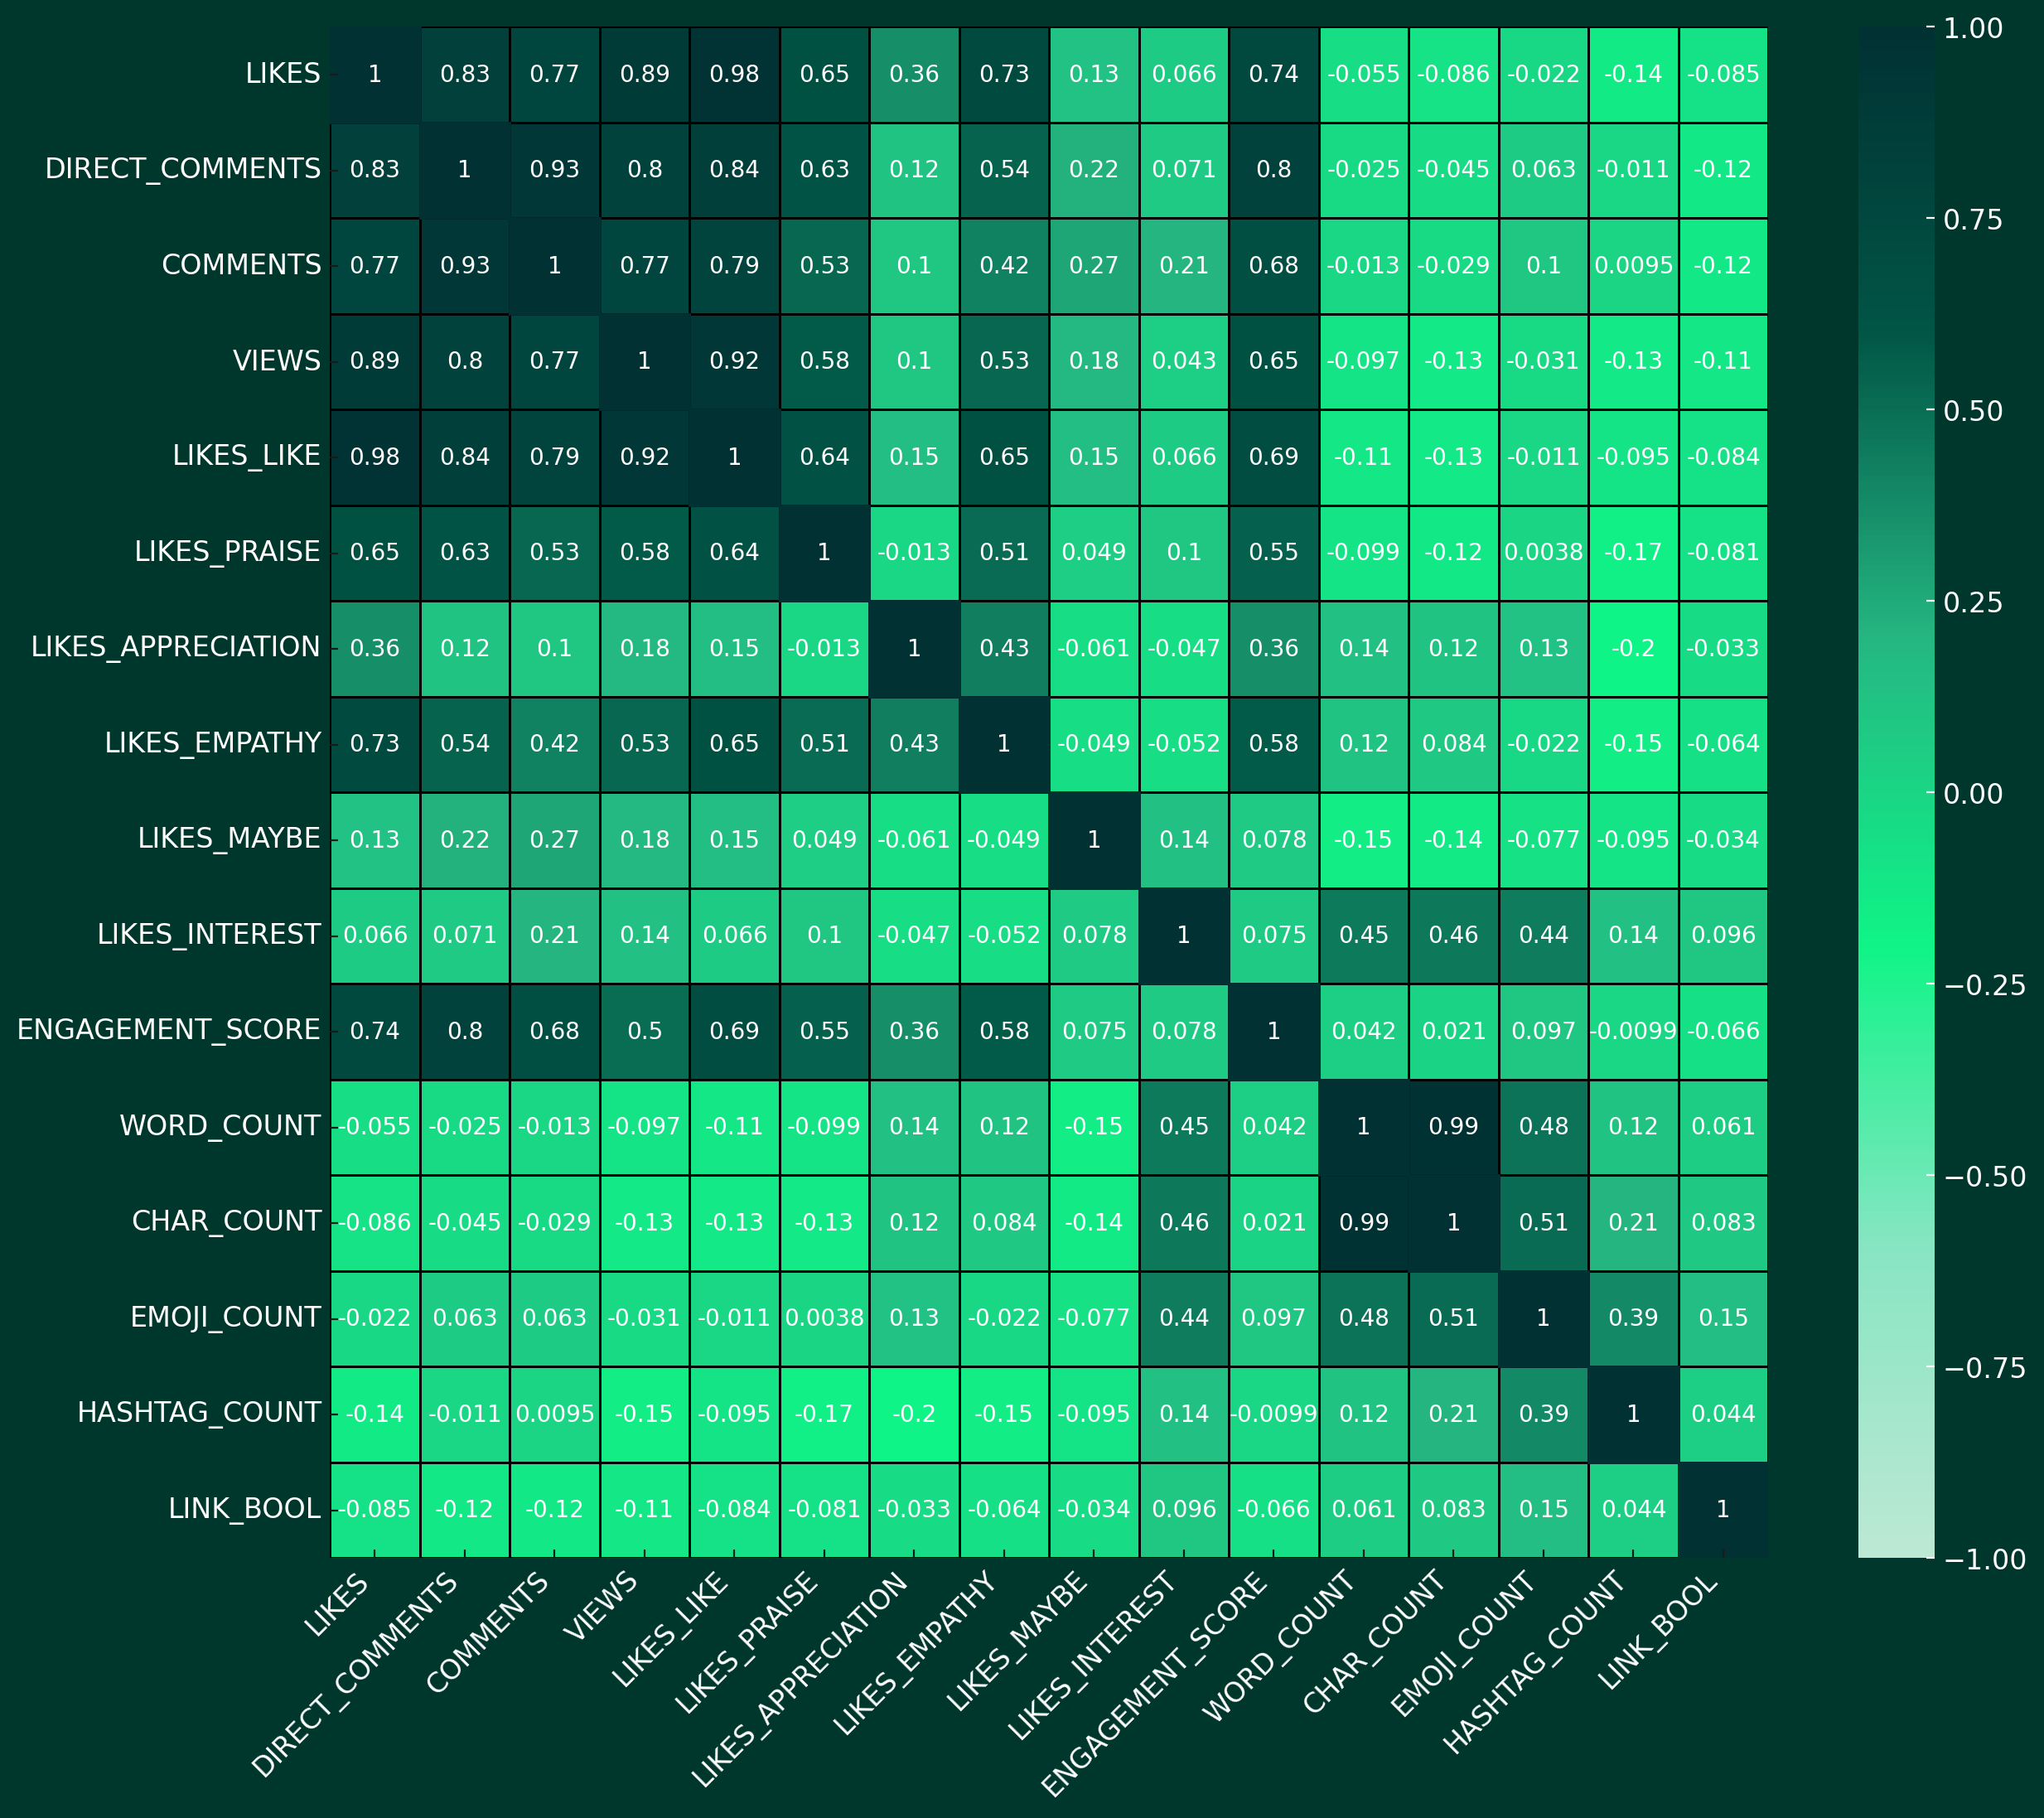 LIKES 1 0.83 0.77 0.89 0.98 0.65 0.36 0.73 0.13 0.066 0.74 -0.055 -0.086 -0.022 -0.14 -0.085
DIRECT_COMMENTS 0.83 1 0.93 0.8 0.84 0.63 0.12 0.54 0.22 0.071 0.8 -0.025 -0.045 0.063 -0.011 -0.12
COMMENTS 0.77 0.93 1 0.77 0.79 0.53 0.1 0.42 0.27 0.21 0.68 -0.013 -0.029 0.1 0.0095 -0.12
VIEWS 0.89 0.8 0.77 1 0.92 0.58 0.1 0.53 0.18 0.043 0.65 -0.097 -0.13 -0.031 -0.13 -0.11
LIKES_LIKE 0.98 0.84 0.79 0.92 1 0.64 0.15 0.65 0.15 0.066 0.69 -0.11 -0.13 -0.011 -0.095 -0.084
LIKES_PRAISE 0.65 0.63 0.53 0.58 0.64 1 -0.013 0.51 0.049 0.1 0.55 -0.099 -0.12 0.0038 -0.17 -0.081
LIKES_APPRECIATION 0.36 0.12 0.1 0.18 0.15 -0.013 1 0.43 -0.061 -0.047 0.36 0.14 0.12 0.13 -0.2 -0.033
LIKES_EMPATHY 0.73 0.54 0.42 0.53 0.65 0.51 0.43 1 -0.049 -0.052 0.58 0.12 0.084 -0.022 -0.15 -0.064
LIKES_MAYBE 0.13 0.22 0.27 0.18 0.15 0.049 -0.061 -0.049 1 0.14 0.078 -0.15 -0.14 -0.077 -0.095 -0.034
LIKES_INTEREST 0.066 0.071 0.21 0.14 0.066 0.1 -0.047 -0.052 0.078 1 0.075 0.45 0.46 0.44 0.14 0.096
ENGAGEMENT_SCORE 0.74 0.8 0.68 0.5 0.69 0.55 0.36 0.58 0.075 0.078 1 0.042 0.021 0.097 -0.0099 -0.066
WORD_COUNT -0.055 -0.025 -0.013 -0.097 -0.11 -0.099 0.14 0.12 -0.15 0.45 0.042 1 0.99 0.48 0.12 0.061
CHAR_COUNT -0.086 -0.045 -0.029 -0.13 -0.13 -0.13 0.12 0.084 -0.14 0.46 0.021 0.99 1 0.51 0.21 0.083
EMOJI_COUNT -0.022 0.063 0.063 -0.031 -0.011 0.0038 0.13 -0.022 -0.077 0.44 0.097 0.48 0.51 1 0.39 0.15
HASHTAG_COUNT -0.14 -0.011 0.0095 -0.15 -0.095 -0.17 -0.2 -0.15 -0.095 0.14 -0.0099 0.12 0.21 0.39 1 0.044
LINK_BOOL -0.085 -0.12 -0.12 -0.11 -0.084 -0.081 -0.033 -0.064 -0.034 0.096 -0.066 0.061 0.083 0.15 0.044 1
LIKES
DIRECT_COMMENTS
COMMENTS
VIEWS
LIKES_LIKE
LIKES_PRAISE
LIKES_APPRECIATION
LIKES_EMPATHY
LIKES_MAYBE
LIKES_INTEREST
ENGAGEMENT_SCORE
WORD_COUNT
CHAR_COUNT
EMOJI_COUNT
HASHTAG_COUNT
LINK_BOOL
1.00
0.75
0.50
0.25
0.00
−0.25
−0.50
−0.75
−1.00